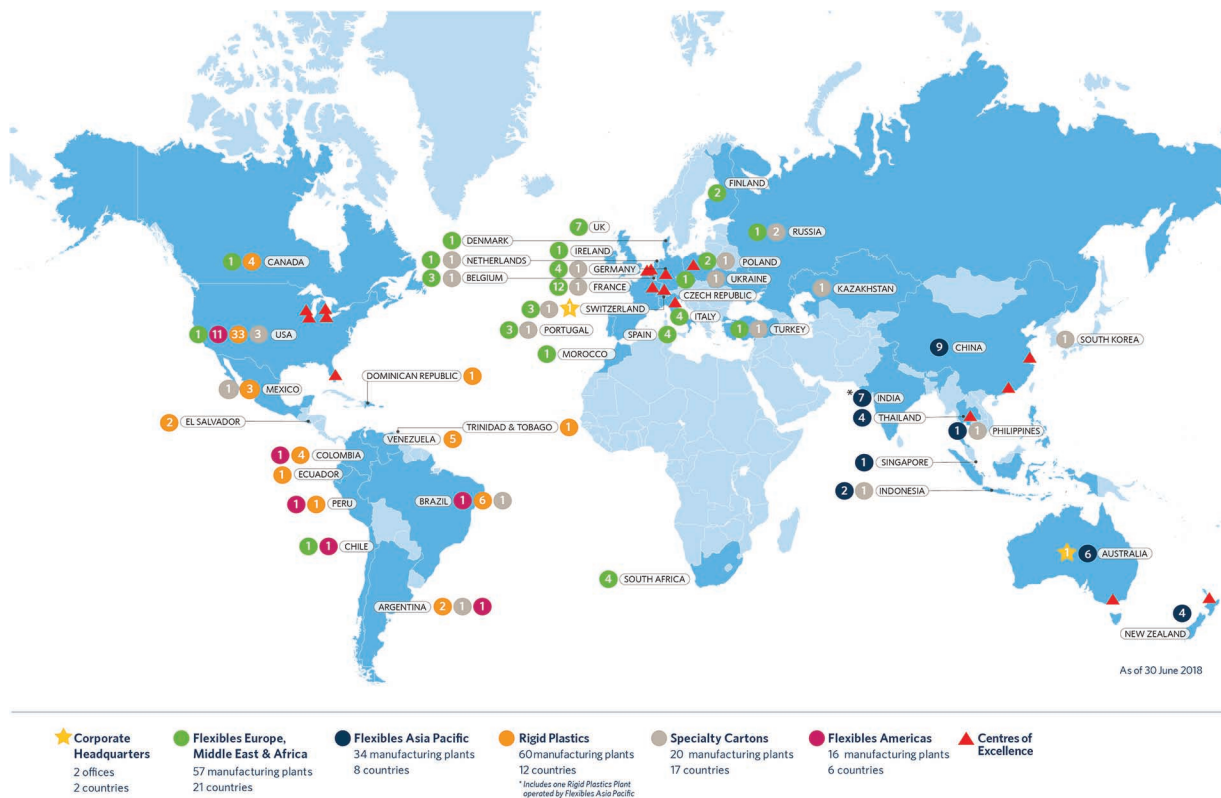 FINLAND
2
7 UK
1 DENMARK
1 IRELAND
1 2 RUSSIA
1 1 NETHERLANDS
4 1 GERMANY
2 1 POLAND
1 4 CANADA
3 1 BELGIUM
12 1 FRANCE
1 CZECH REPUBLIC
1 UKRAINE
1 KAZAKHSTAN
3 1 1 SWITZERLAND
4 ITALY
1 11 33 3 USA
3 1 PORTUGAL
SPAIN 4
1 1 TURKEY
9 CHINA
1 SOUTH KOREA
1 MOROCCO
DOMINICAN REPUBLIC 1
1 3 MEXICO
* 7 INDIA
4 THAILAND
2 EL SALVADOR
TRINIDAD & TOBAGO 1
1 1 PHILIPPINES
VENEZUELA 5
1 4 COLOMBIA
1 SINGAPORE
1 ECUADOR
2 1 INDONESIA
1 1 PERU
BRAZIL 1 6 1
1 1 CHILE
1 6 AUSTRALIA
4 SOUTH AFRICA
ARGENTINA 2 1 1
4
NEW ZEALAND
As of 30 June 2018
Corporate
Headquarters
2 offices
2 countries
Flexibles Europe,
Middle East & Africa
57 manufacturing plants
21 countries
Flexibles Asia Pacific
34 manufacturing plants
8 countries
Rigid Plastics
60 manufacturing plants
12 countries
* Includes one Rigid Plastics Plant
operated by Flexibles Asia Pacific
Specialty Cartons
20 manufacturing plants
17 countries
Flexibles Americas
16 manufacturing plants
6 countries
Centres of
Excellence